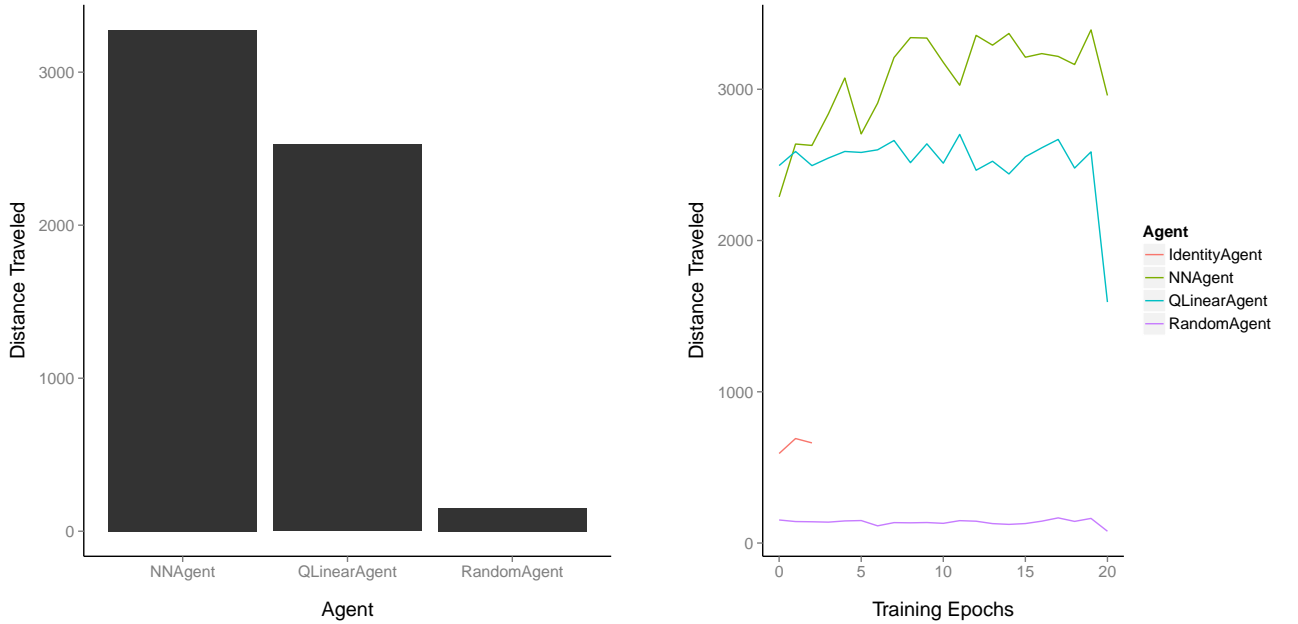 Distance Traveled
3000
2000
1000
0
NNAgent QLinearAgent RandomAgent
Agent
Distance Traveled
3000
2000
1000
0
0 5 10 15 20
Training Epochs
Agent
IdentityAgent
NNAgent
QLinearAgent
RandomAgent